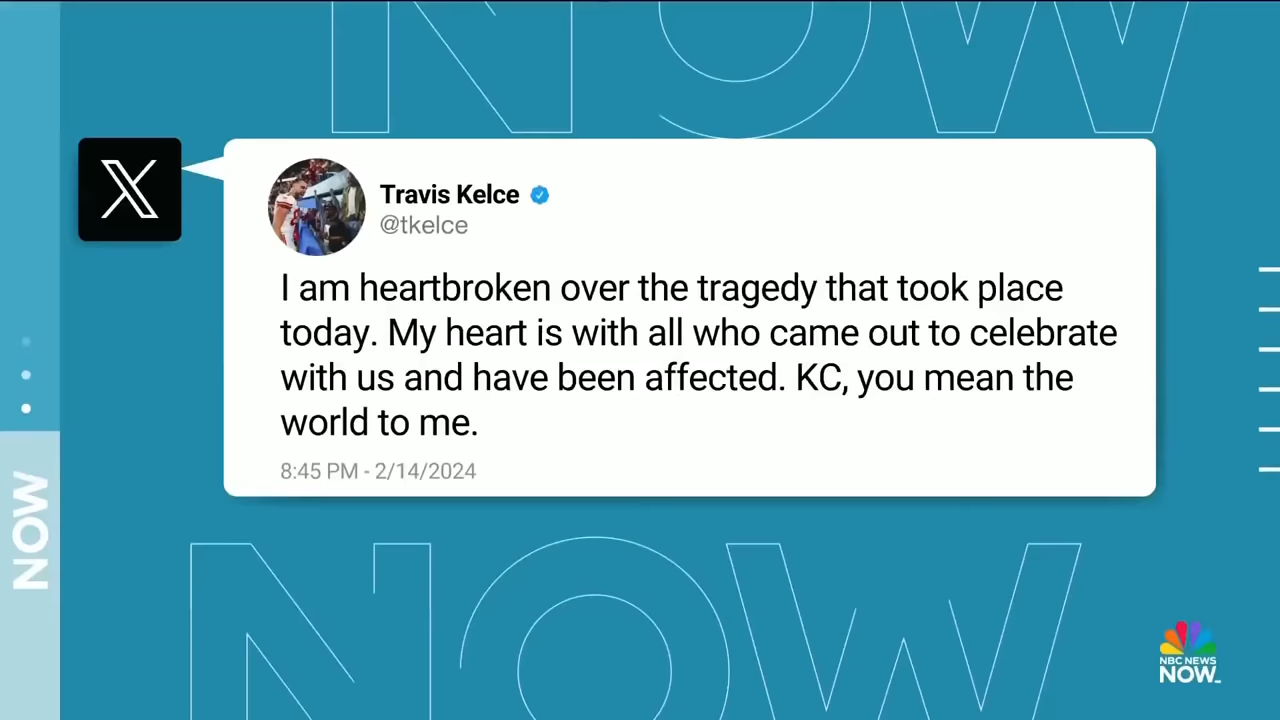 NOW
X
Travis Kelce
@tkelce
I am heartbroken over the tragedy that took place
today. My heart is with all who came out to celebrate
with us and have been affected. KC, you mean the
world to me.
8:45 PM - 2/14/2024
NOW
NOW
NBC NEWS
NOW